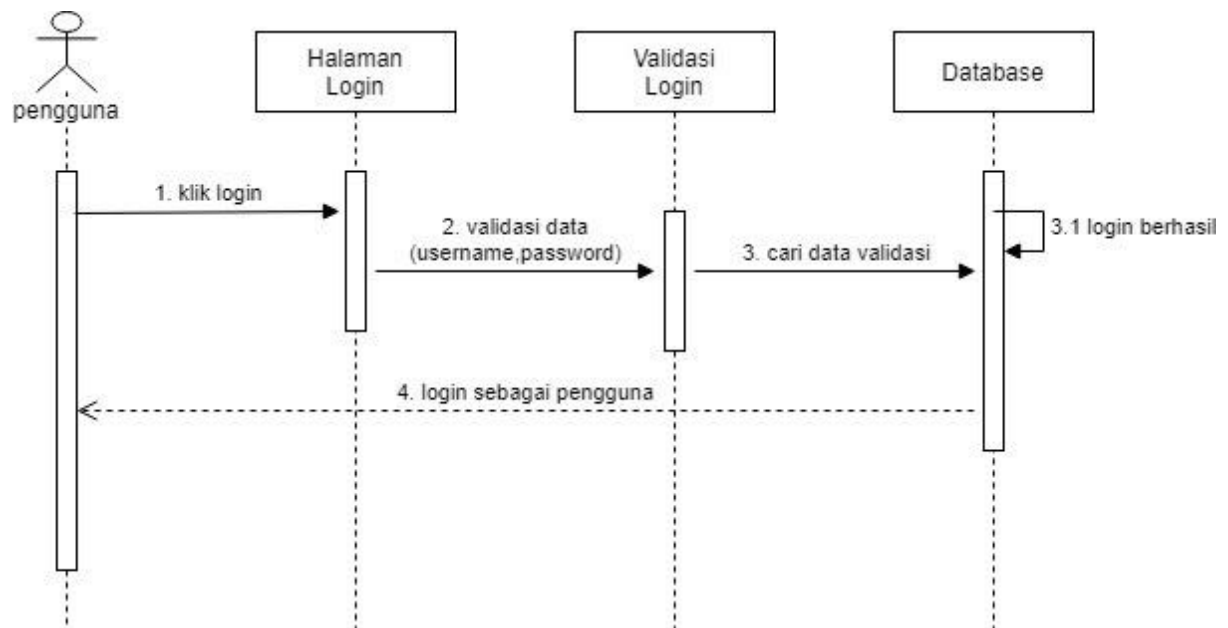 pengguna
Halaman
Login
Validasi
Login
Database
1. klik login
2. validasi data
(username,password)
3. cari data validasi
3.1 login berhasil
4. login sebagai pengguna